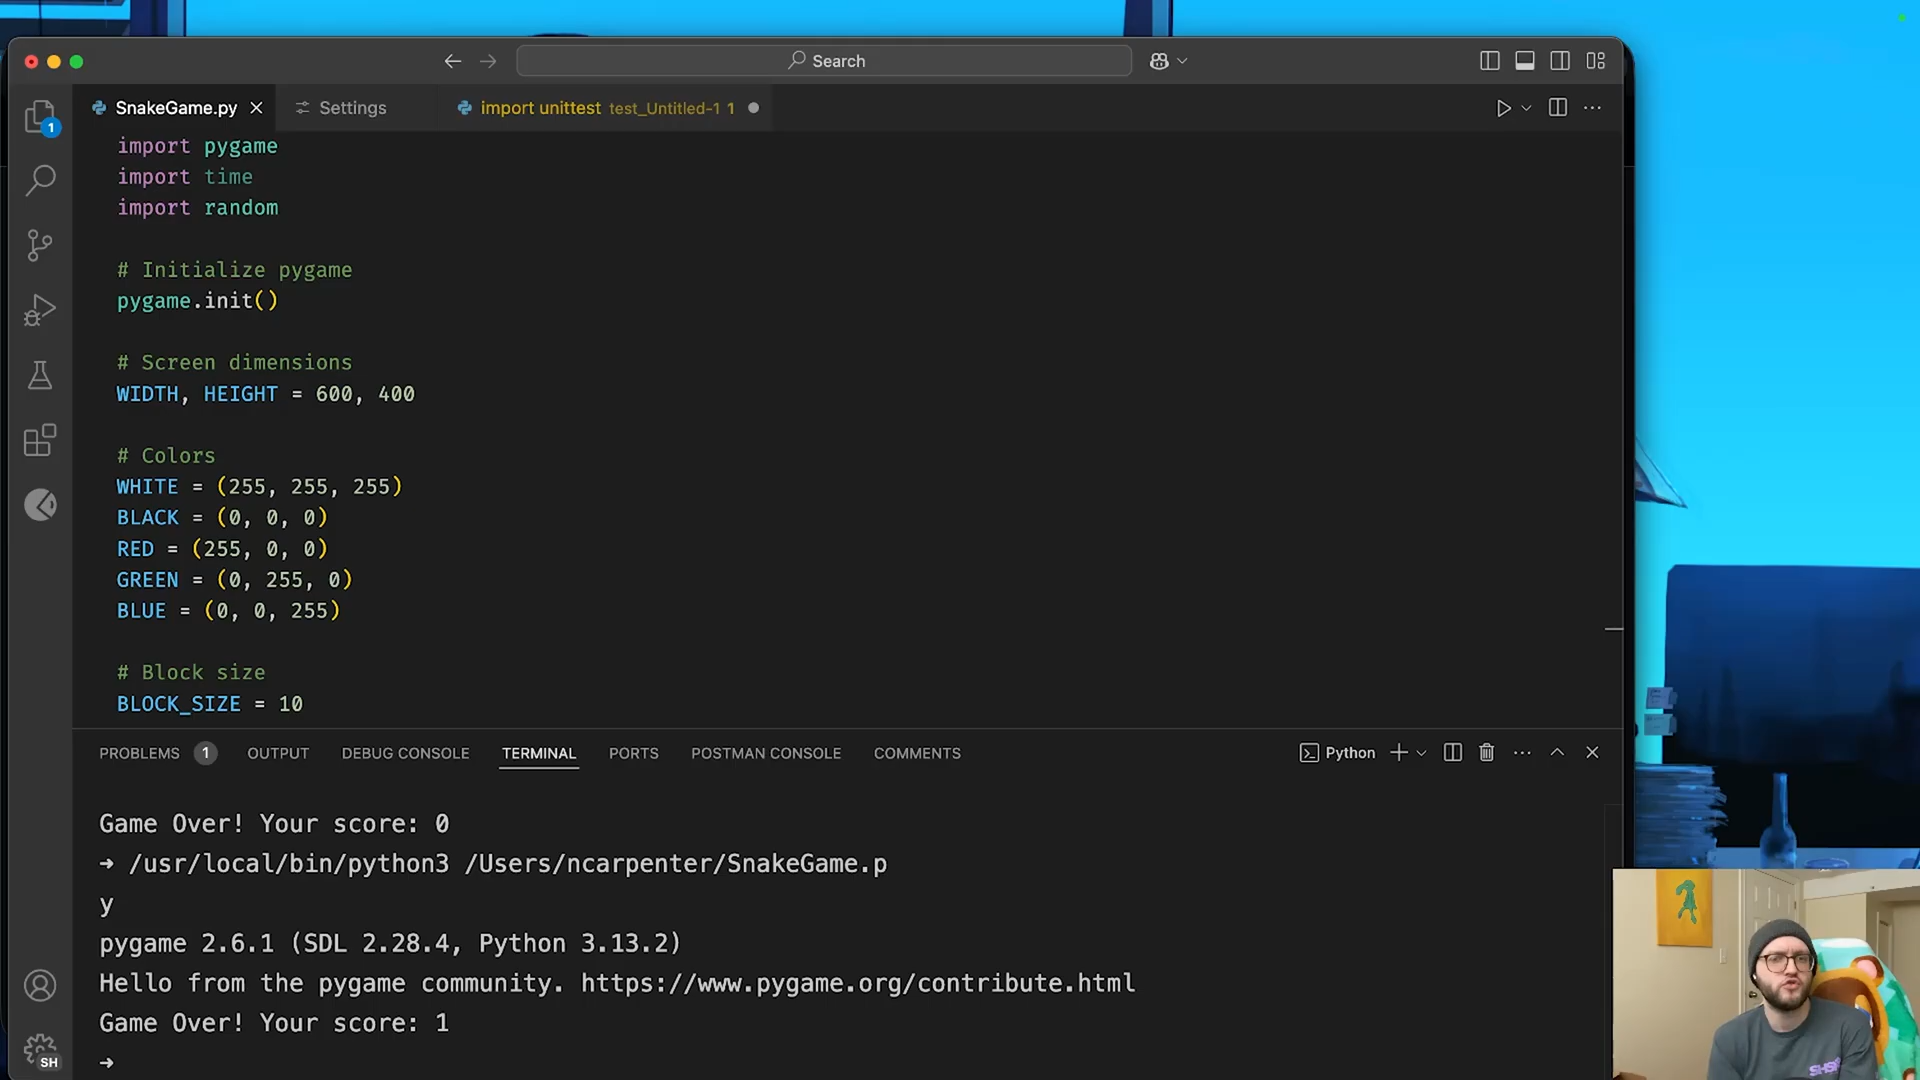 Search
SnakeGame.py
Settings
import unittest test_Untitled-1 1
1
import pygame
import time
import random
# Initialize pygame
pygame.init()
# Screen dimensions
WIDTH, HEIGHT = 600, 400
# Colors
WHITE = (255, 255, 255)
BLACK = (0, 0, 0)
RED = (255, 0, 0)
GREEN = (0, 255, 0)
BLUE = (0, 0, 255)
# Block size
BLOCK_SIZE = 10
PROBLEMS 1 OUTPUT DEBUG CONSOLE TERMINAL PORTS POSTMAN CONSOLE COMMENTS Python
Game Over! Your score: 0
→ /usr/local/bin/python3 /Users/ncarpenter/SnakeGame.p
y
pygame 2.6.1 (SDL 2.28.4, Python 3.13.2)
Hello from the pygame community. https://www.pygame.org/contribute.html
Game Over! Your score: 1
→
SH